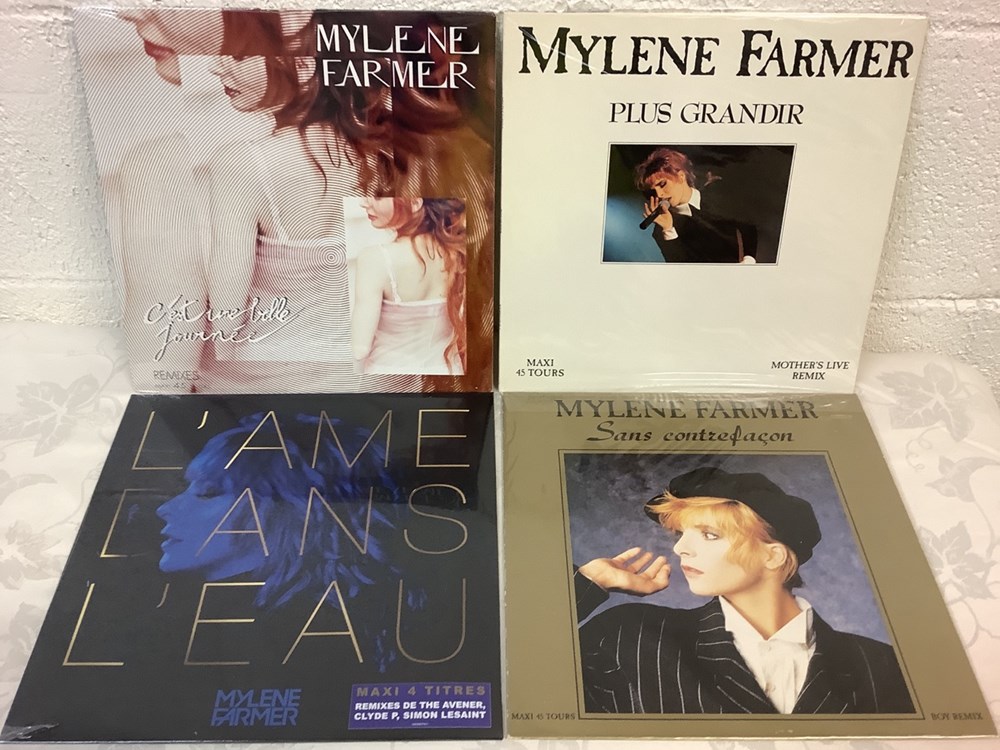 MYLENE
FARMER
c'est une belle
journée
REMIXES
MYLENE FARMER
PLUS GRANDIR
MAXI
45 TOURS
MOTHER'S LIVE
REMIX
L'AME
DANS
L'EAU
MYLENE
FARMER
MAXI 4 TITRES
REMIXES DE THE AVENER,
CLYDE P, SIMON LESAINT
MYLENE FARMER
Sans contrefaçon
MAXI 45 TOURS
BOY REMIX